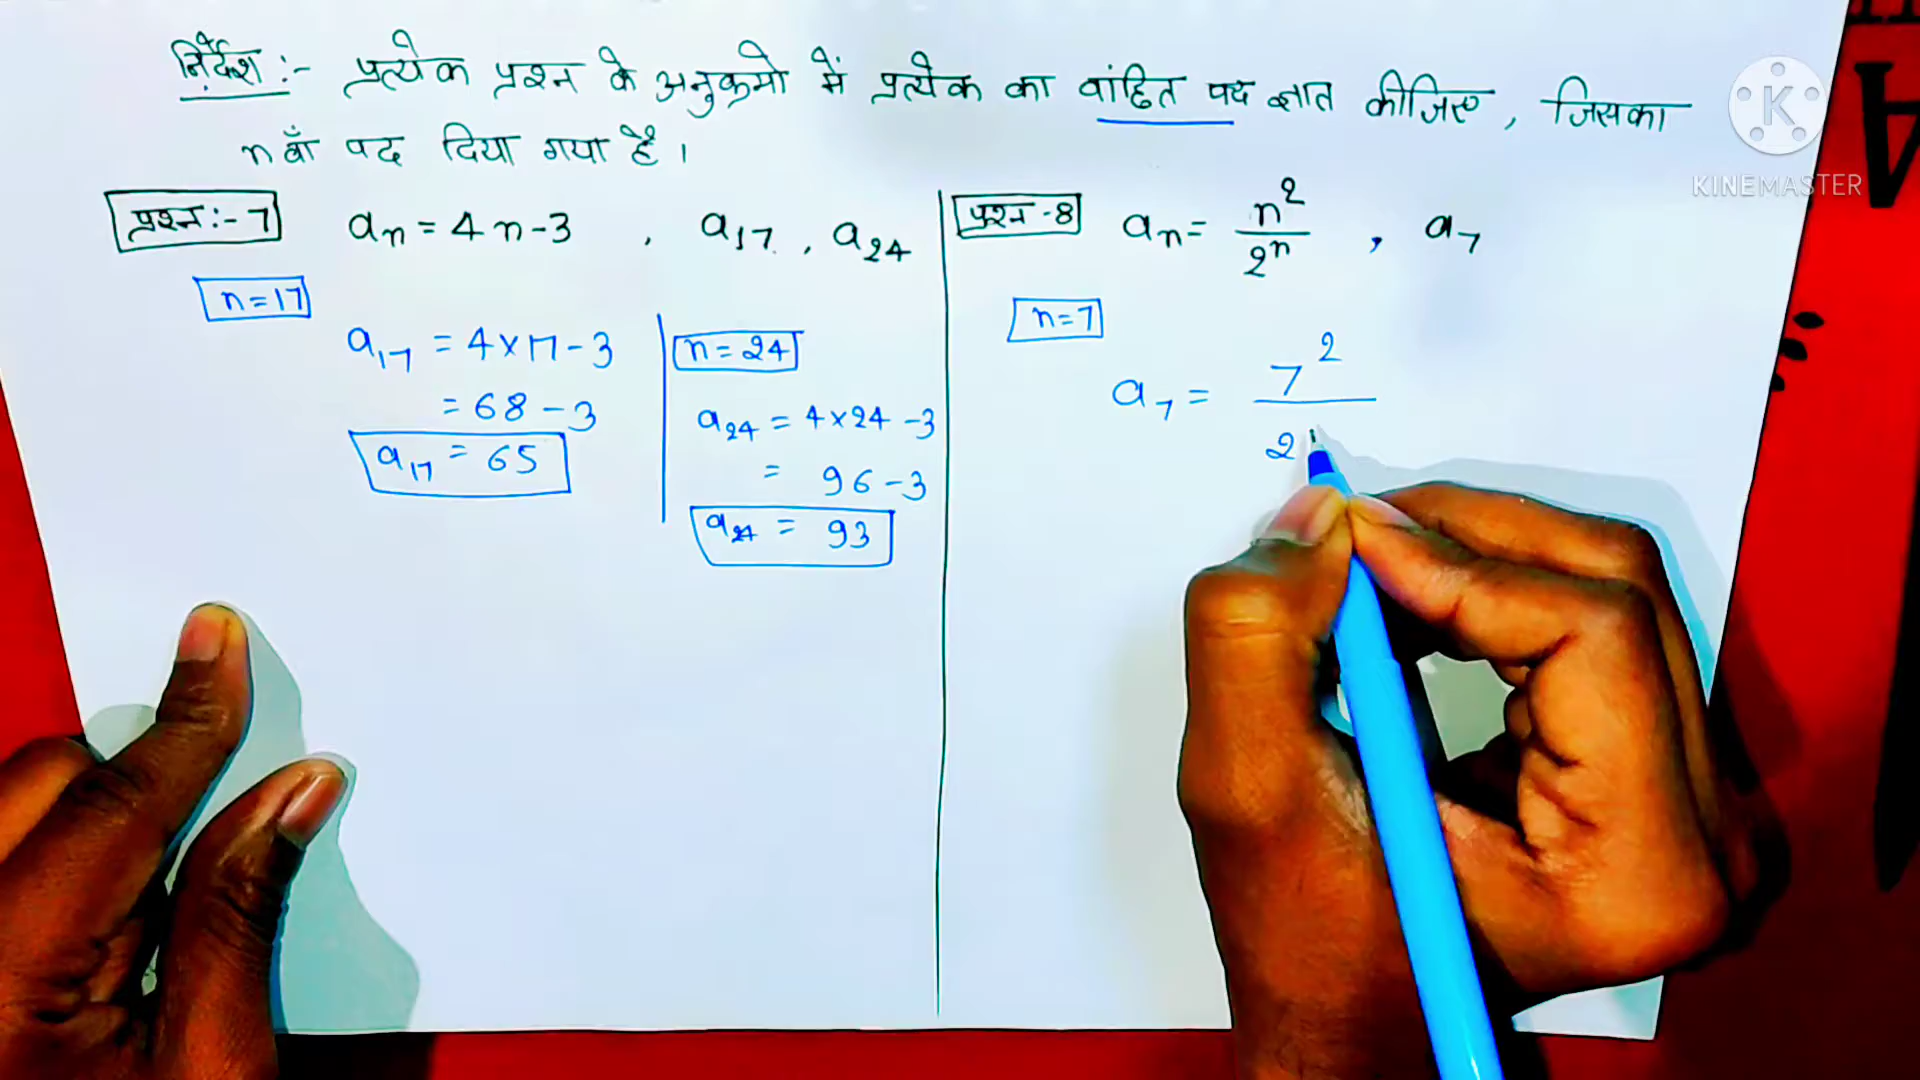 निर्देश :- प्रत्येक प्रश्न के अनुक्रमो में प्रत्येक का वांछित पद ज्ञात कीजिए , जिसका
n वाँ पद दिया गया है ।
प्रश्न :- 7
aₙ = 4n-3 , a₁₇ , a₂₄
n = 17
a₁₇ = 4×17-3
= 68-3
a₁₇ = 65
n = 24
a₂₄ = 4×24-3
= 96-3
a₂₄ = 93
प्रश्न - 8
aₙ = n²/2ⁿ , a₇
n = 7
a₇ = 7²/2
K
KINEMASTER
A